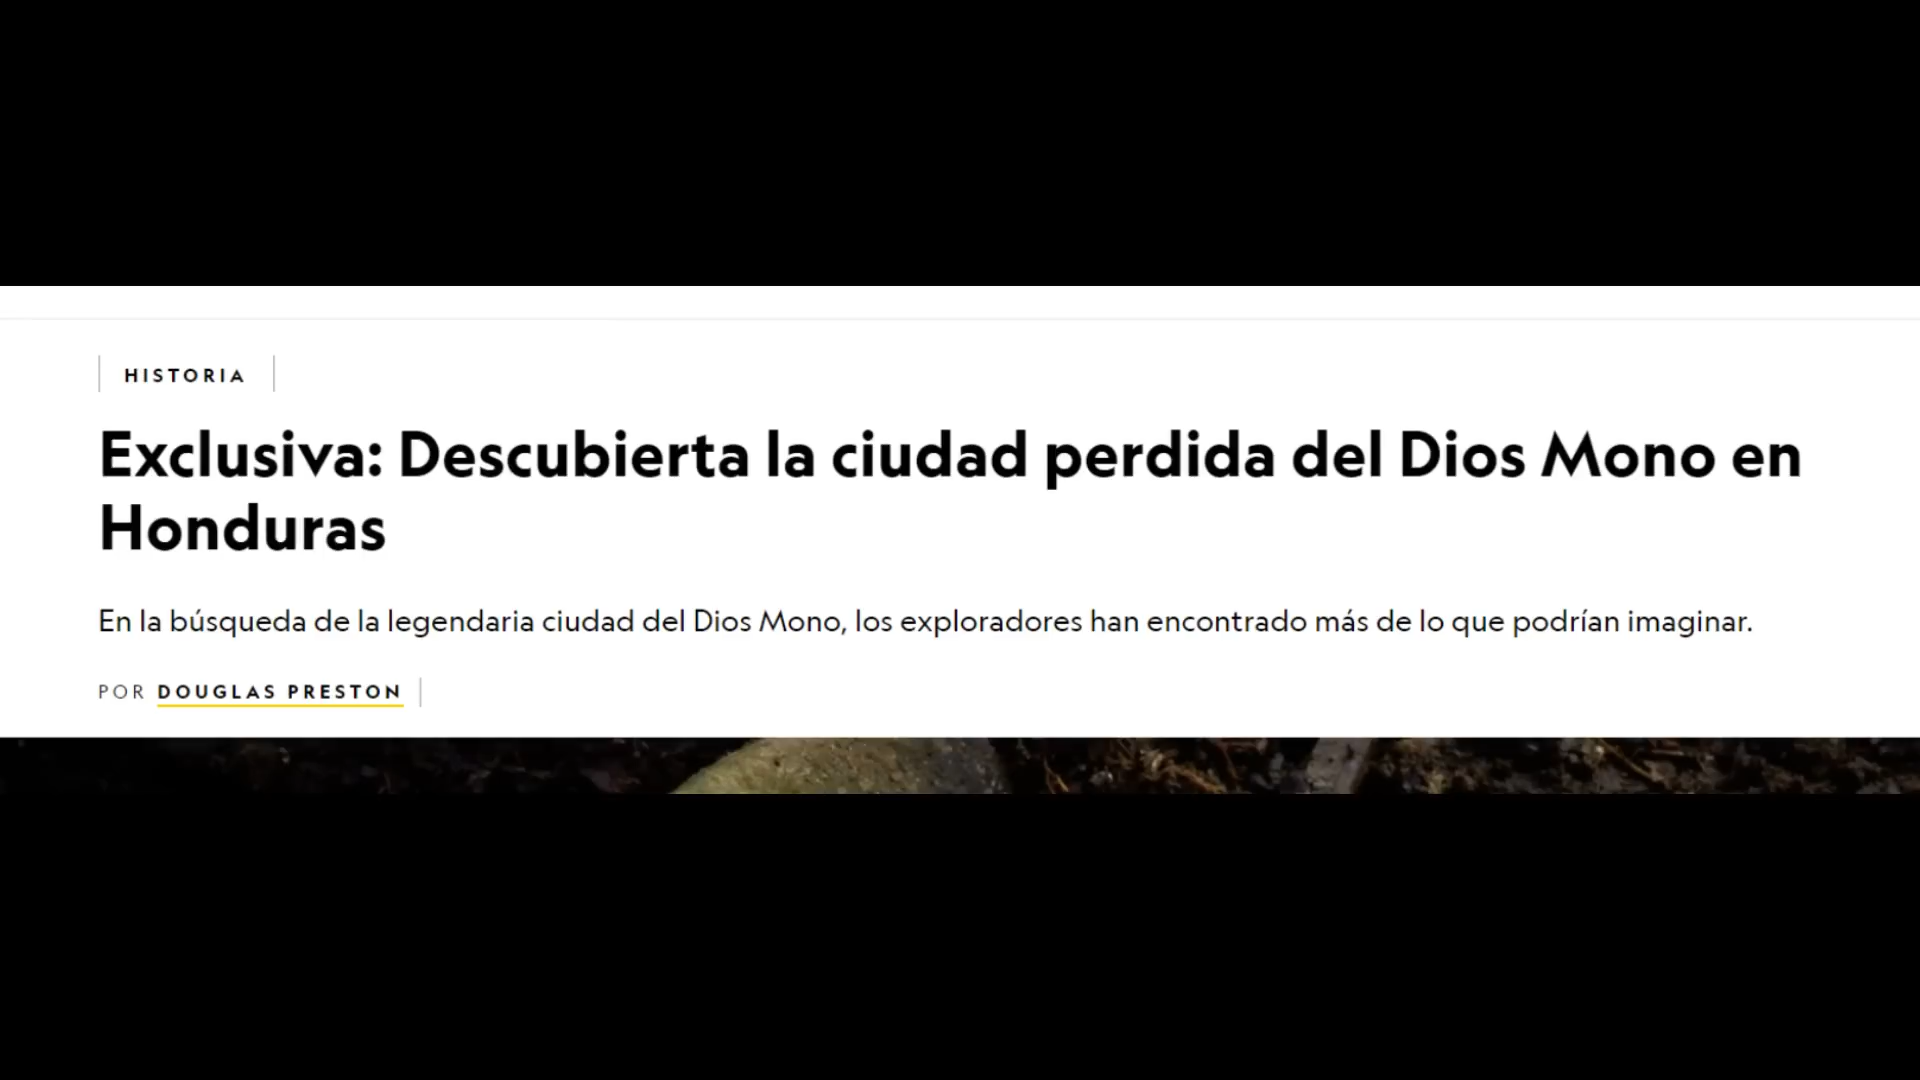 HISTORIA
Exclusiva: Descubierta la ciudad perdida del Dios Mono en
Honduras
En la búsqueda de la legendaria ciudad del Dios Mono, los exploradores han encontrado más de lo que podrían imaginar.
POR DOUGLAS PRESTON